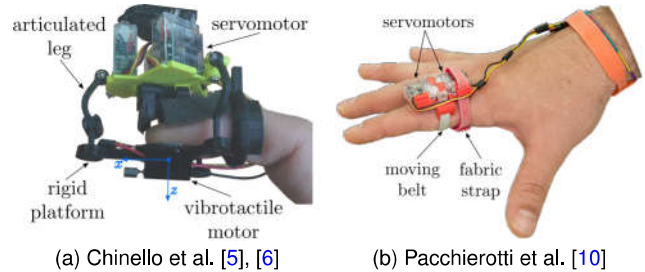 articulated
leg
servomotor
x
z
rigid
platform
vibrotactile
motor
(a) Chinello et al. [5], [6]
servomotors
moving
belt
fabric
strap
(b) Pacchierotti et al. [10]